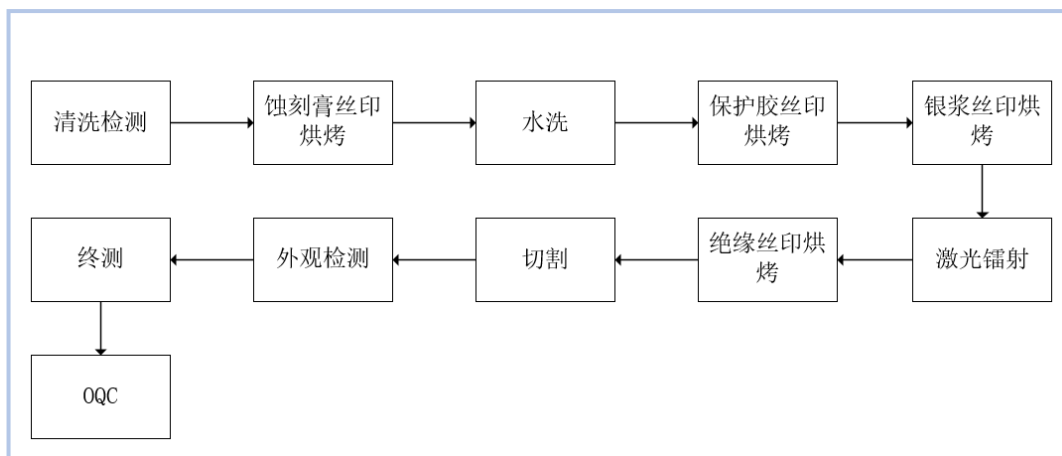 清洗检测
蚀刻膏丝印
烘烤
水洗
保护胶丝印
烘烤
银浆丝印烘
烤
激光镭射
绝缘丝印烘
烤
切割
外观检测
终测
OQC